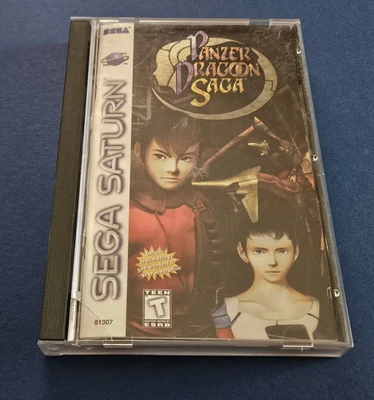 SEGA
PANZER
DRAGOON
SAGA
SEGA SATURN
TEEN
T
ESRB
81307